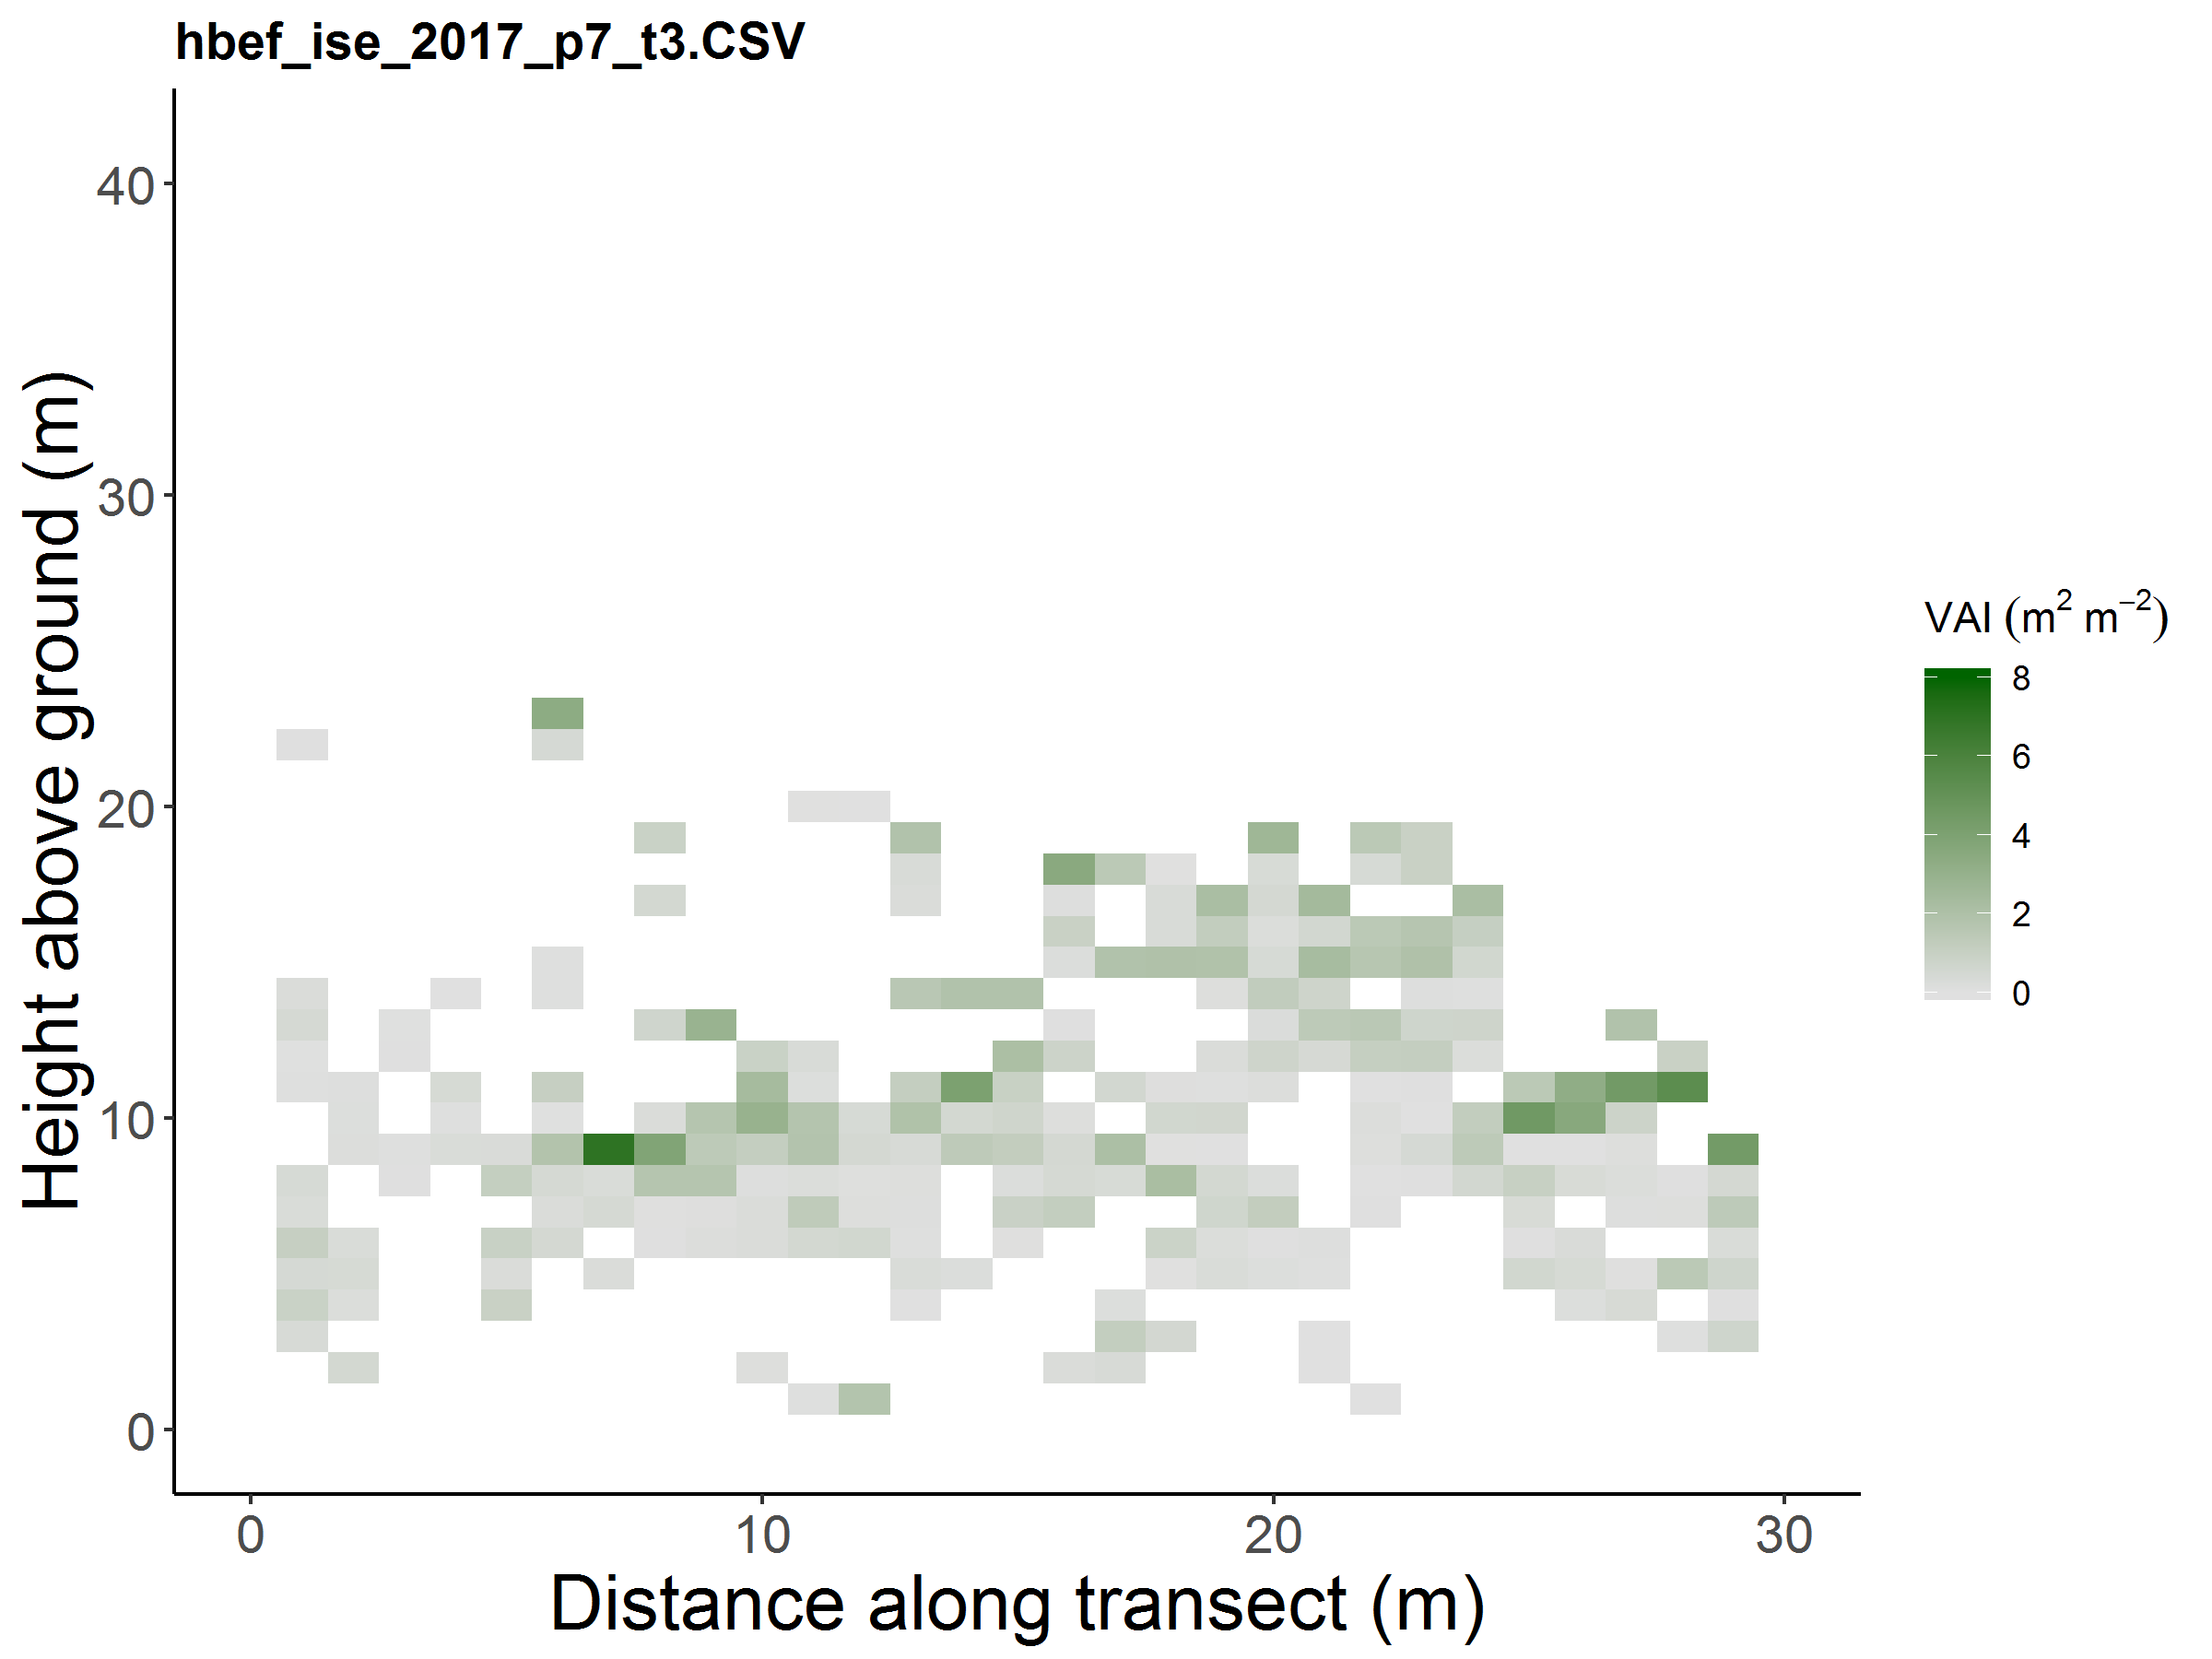 hbef_ise_2017_p7_t3.CSV
Height above ground (m)
40
30
20
10
0
0 10 20 30
Distance along transect (m)
VAI (m² m⁻²)
8
6
4
2
0